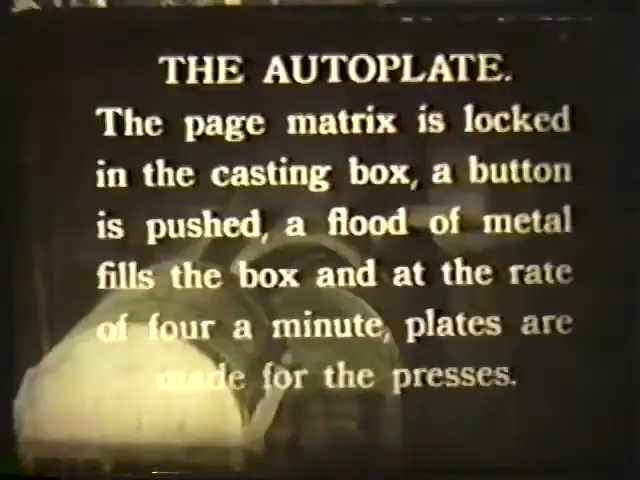 THE AUTOPLATE.
The page matrix is locked
in the casting box, a button
is pushed, a flood of metal
fills the box and at the rate
of four a minute, plates are
made for the presses.